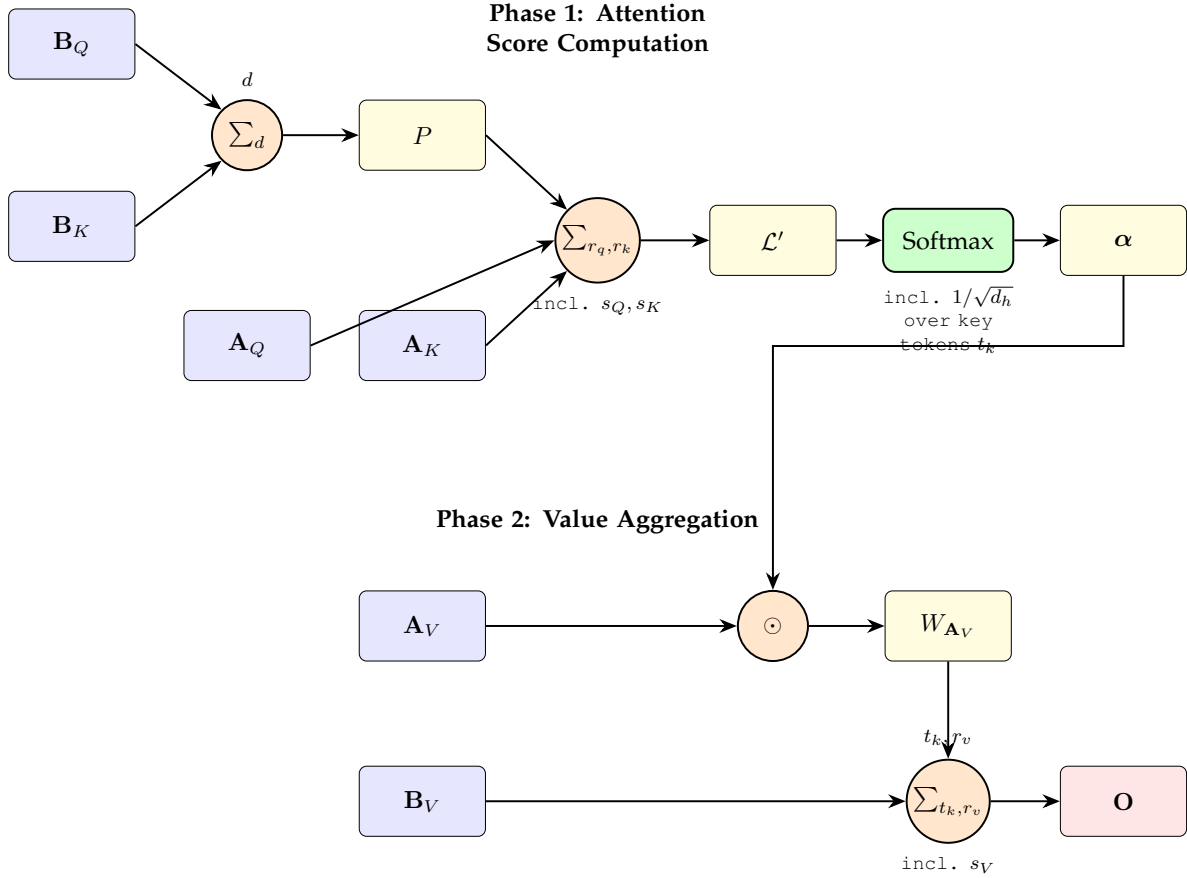 Phase 1: Attention
Score Computation
B_Q
d
∑_d
P
B_K
∑_{r_q,r_k}
ℒ′
Softmax
α
incl. s_Q, s_K
incl. 1/√d_h
over key
tokens t_k
A_Q
A_K
Phase 2: Value Aggregation
A_V
⊙
W_{A_V}
t_k, r_v
B_V
∑_{t_k,r_v}
O
incl. s_V